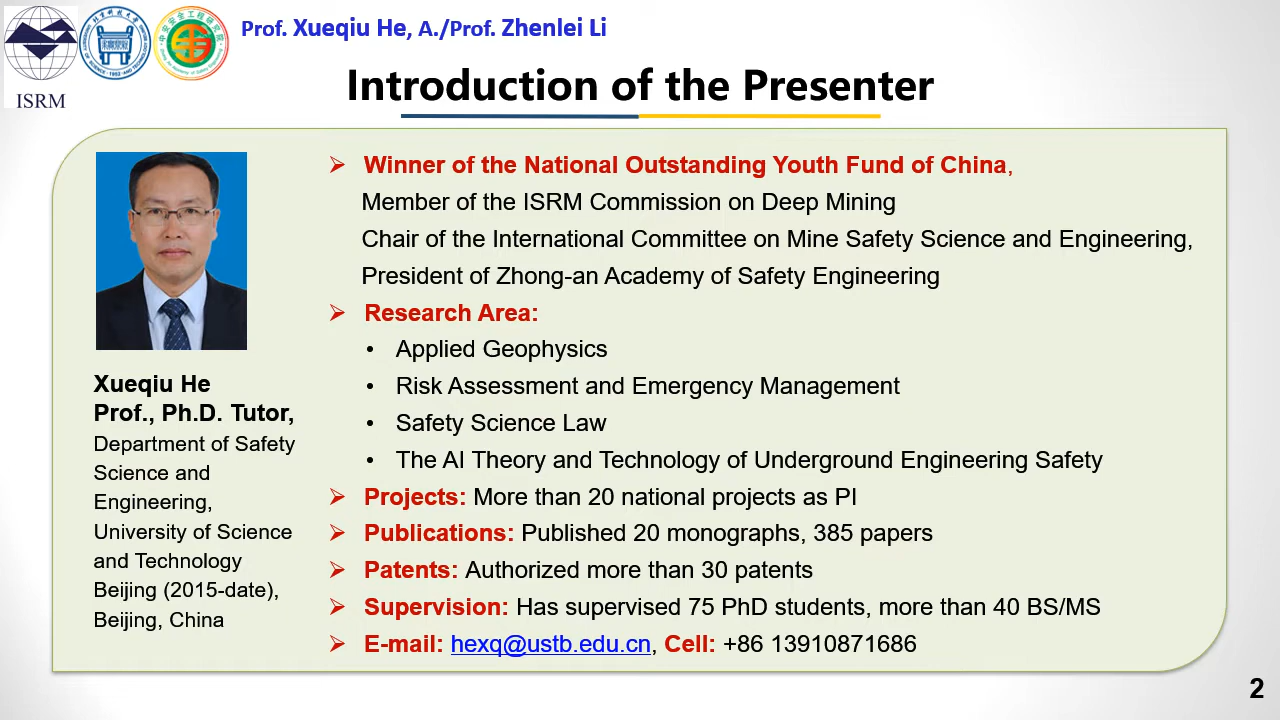 Prof. Xueqiu He, A./Prof. Zhenlei Li
ISRM
Introduction of the Presenter
Xueqiu He
Prof., Ph.D. Tutor,
Department of Safety
Science and
Engineering,
University of Science
and Technology
Beijing (2015-date),
Beijing, China
Winner of the National Outstanding Youth Fund of China,
Member of the ISRM Commission on Deep Mining
Chair of the International Committee on Mine Safety Science and Engineering,
President of Zhong-an Academy of Safety Engineering
Research Area:
• Applied Geophysics
• Risk Assessment and Emergency Management
• Safety Science Law
• The AI Theory and Technology of Underground Engineering Safety
Projects: More than 20 national projects as PI
Publications: Published 20 monographs, 385 papers
Patents: Authorized more than 30 patents
Supervision: Has supervised 75 PhD students, more than 40 BS/MS
E-mail: hexq@ustb.edu.cn, Cell: +86 13910871686
2